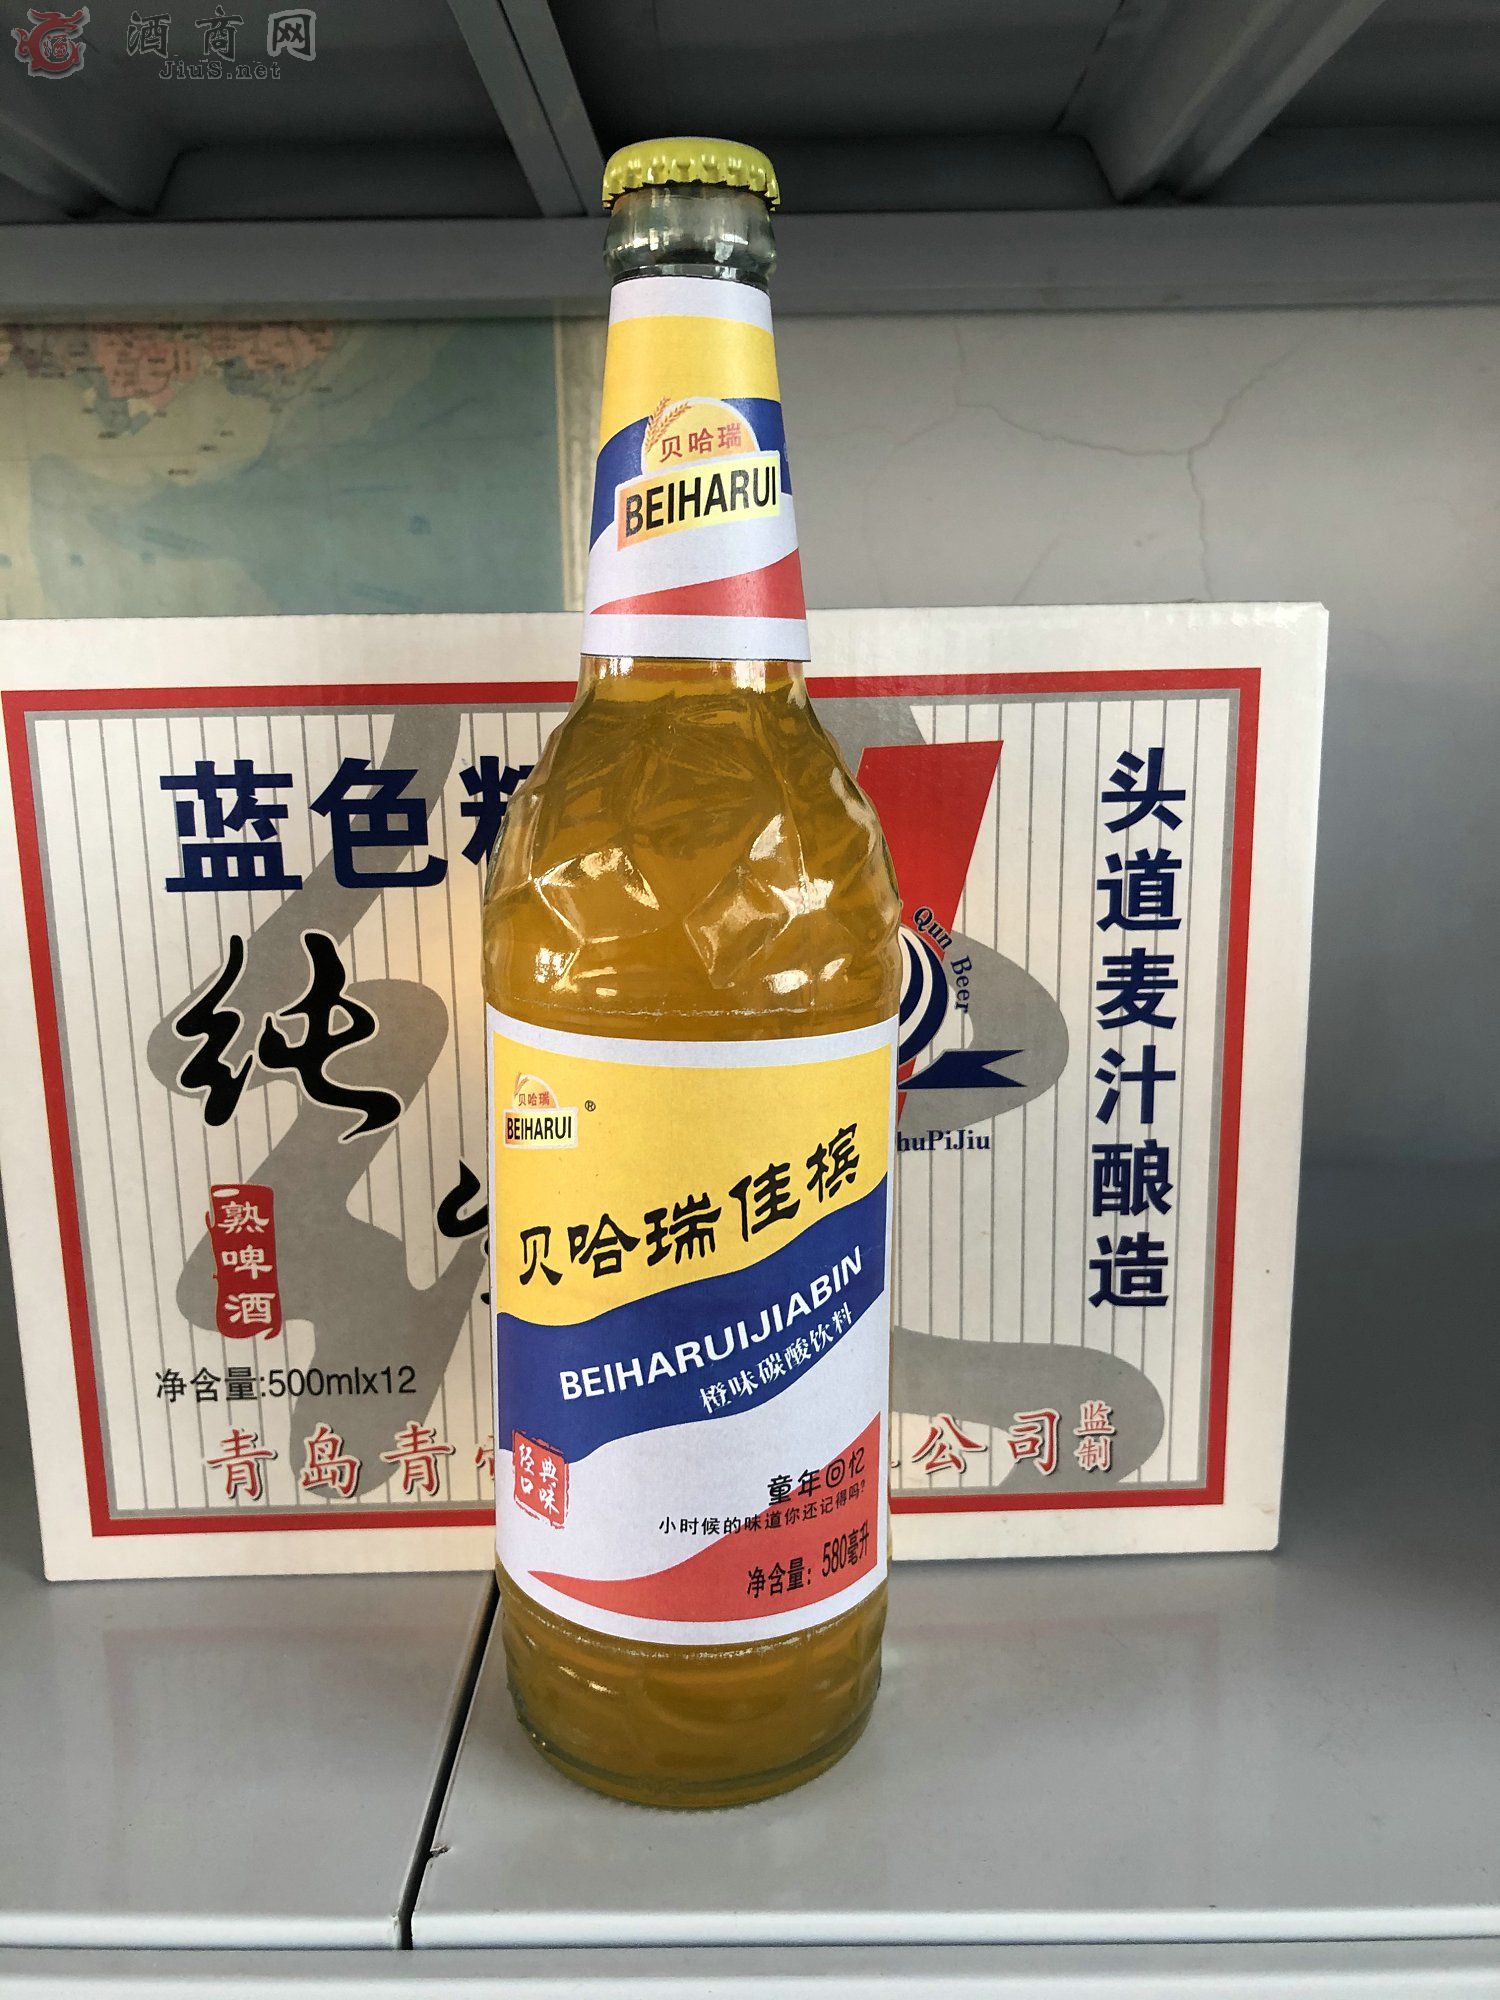 酒商网
JiuS.net
贝哈瑞
BEIHARUI
贝哈瑞
BEIHARUI
®
贝哈瑞佳槟
BEIHARUIJIABIN
橙味碳酸饮料
经典
口味
童年回忆
小时候的味道你还记得吗?
净含量：580毫升
蓝色
纯
熟啤酒
净含量:500mlx12
青岛青
公司
监制
头道麦汁酿造
Qun Beer
huPiJiu